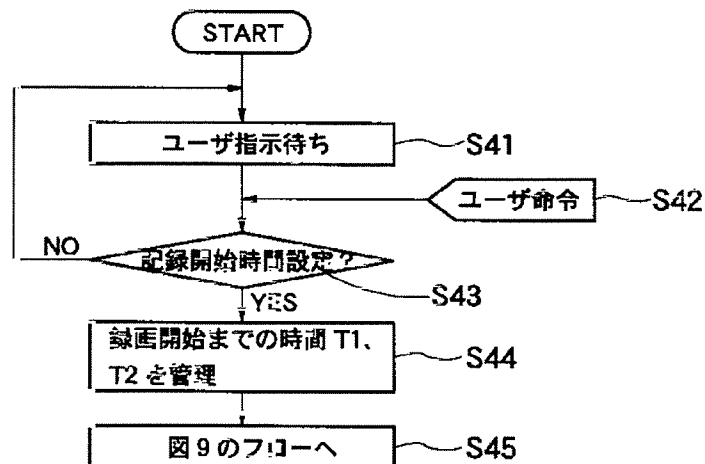 START
ユーザ指示待ち
S41
ユーザ命令
S42
NO
記録開始時間設定?
S43
YES
録画開始までの時間 T1、
T2 を管理
S44
図9のフローへ
S45